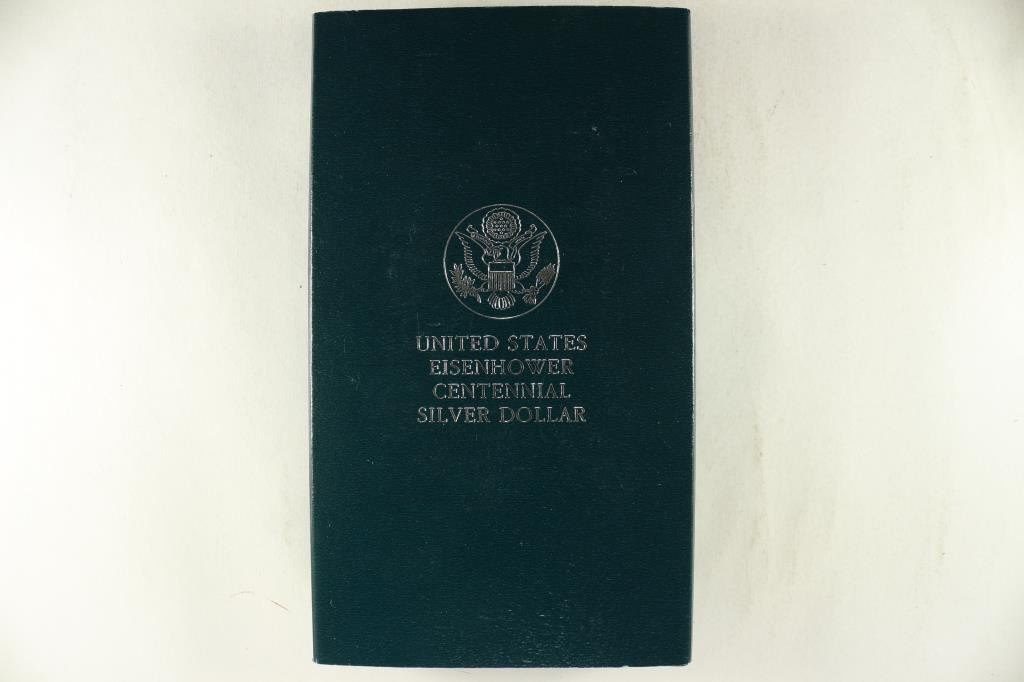 UNITED STATES
EISENHOWER
CENTENNIAL
SILVER DOLLAR